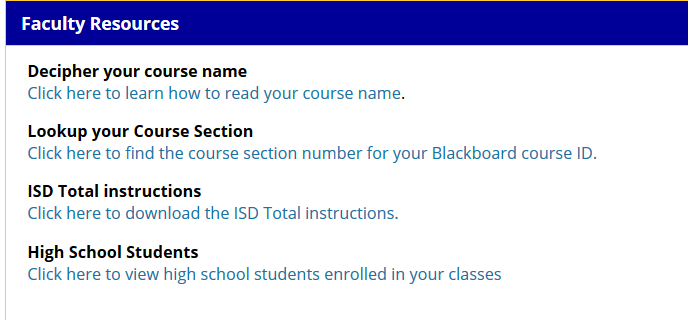 Faculty Resources
Decipher your course name
Click here to learn how to read your course name.
Lookup your Course Section
Click here to find the course section number for your Blackboard course ID.
ISD Total instructions
Click here to download the ISD Total instructions.
High School Students
Click here to view high school students enrolled in your classes